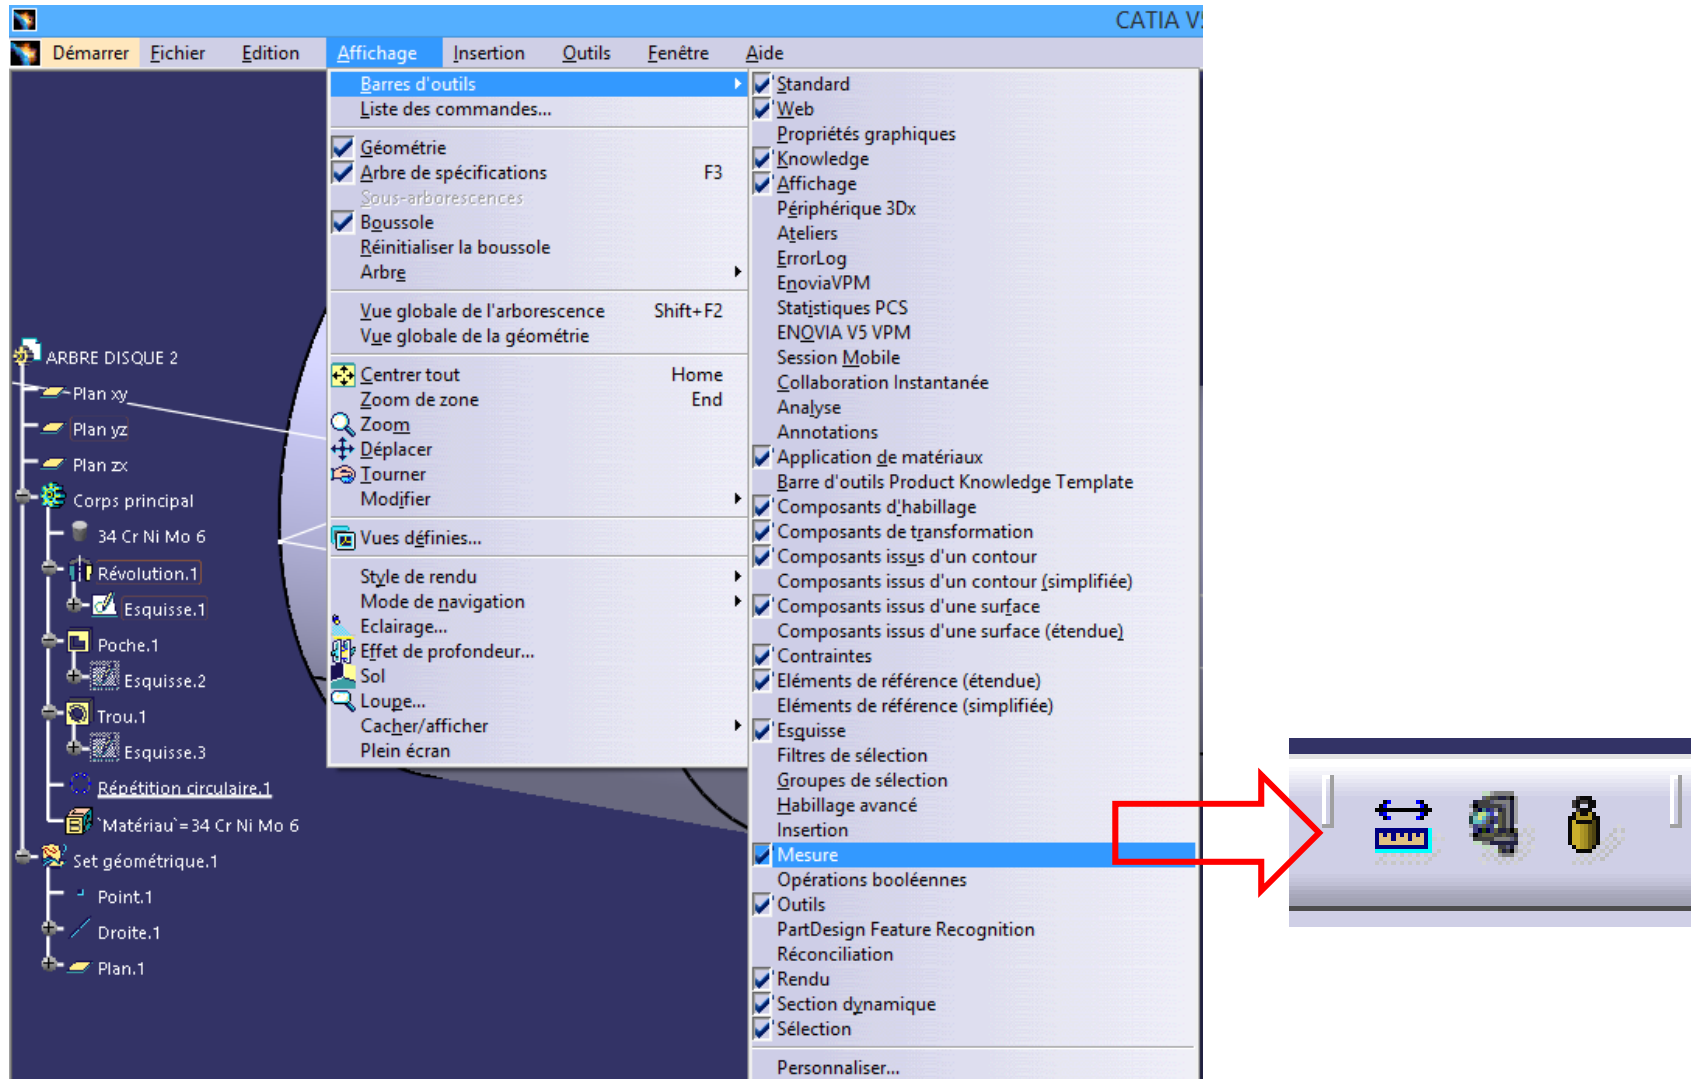 CATIA V5
Démarrer Fichier Edition Affichage Insertion Outils Fenêtre Aide
ARBRE DISQUE 2
Plan xy
Plan yz
Plan zx
Corps principal
34 Cr Ni Mo 6
Révolution.1
Esquisse.1
Poche.1
Esquisse.2
Trou.1
Esquisse.3
Répétition circulaire.1
`Matériau`= 34 Cr Ni Mo 6
Set géométrique.1
Point.1
Droite.1
Plan.1
Barres d'outils
Liste des commandes...
Géométrie
Arbre de spécifications F3
Sous-arborescences
Boussole
Réinitialiser la boussole
Arbre
Vue globale de l'arborescence Shift+F2
Vue globale de la géométrie
Centrer tout Home
Zoom de zone End
Zoom
Déplacer
Tourner
Modifier
Vues définies...
Style de rendu
Mode de navigation
Eclairage...
Effet de profondeur...
Sol
Loupe...
Cacher/afficher
Plein écran
Standard
Web
Propriétés graphiques
Knowledge
Affichage
Périphérique 3Dx
Ateliers
ErrorLog
EnoviaVPM
Statistiques PCS
ENOVIA V5 VPM
Session Mobile
Collaboration Instantanée
Analyse
Annotations
Application de matériaux
Barre d'outils Product Knowledge Template
Composants d'habillage
Composants de transformation
Composants issus d'un contour
Composants issus d'un contour (simplifiée)
Composants issus d'une surface
Composants issus d'une surface (étendue)
Contraintes
Eléments de référence (étendue)
Eléments de référence (simplifiée)
Esquisse
Filtres de sélection
Groupes de sélection
Habillage avancé
Insertion
Mesure
Opérations booléennes
Outils
PartDesign Feature Recognition
Réconciliation
Rendu
Section dynamique
Sélection
Personnaliser...